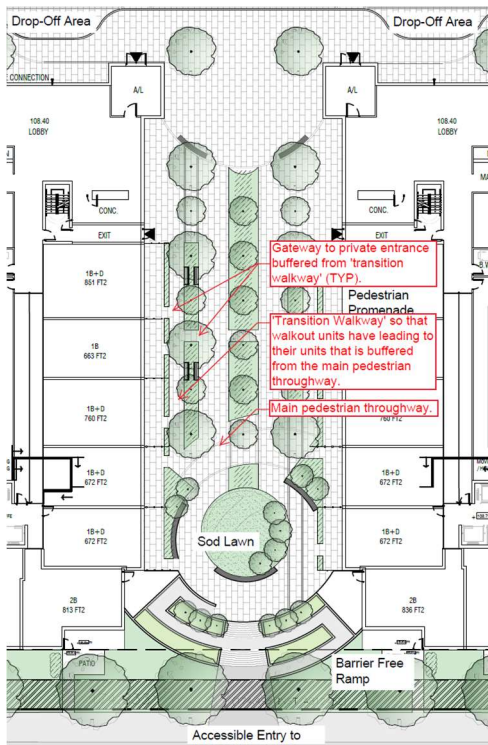 Drop-Off Area
Drop-Off Area
CONNECTION
A/L
A/L
108.40
LOBBY
108.40
LOBBY
CONC.
CONC.
EXIT
EXIT
1B+D
851 FT2
Gateway to private entrance
buffered from 'transition
walkway' (TYP).
Pedestrian
Promenade
1B
663 FT2
'Transition Walkway' so that
walkout units have leading to
their units that is buffered
from the main pedestrian
throughway.
1B+D
760 FT2
Main pedestrian throughway.
760 FT2
1B+D
672 FT2
1B+D
672 FT2
1B+D
672 FT2
1B+D
672 FT2
Sod Lawn
2B
813 FT2
2B
836 FT2
PATIO
Barrier Free
Ramp
Accessible Entry to